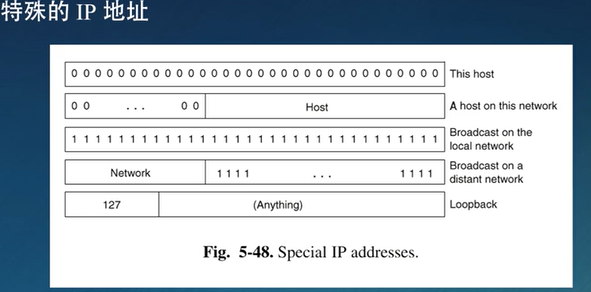 特殊的 IP 地址
0 0 0 0 0 0 0 0 0 0 0 0 0 0 0 0 0 0 0 0 0 0 0 0 0 0 0 0 0 0 0 0 This host
0 0 ... 0 0 Host A host on this network
1 1 1 1 1 1 1 1 1 1 1 1 1 1 1 1 1 1 1 1 1 1 1 1 1 1 1 1 1 1 1 1 Broadcast on the
local network
Network 1 1 1 1 ... 1 1 1 1 Broadcast on a
distant network
127 (Anything) Loopback
Fig. 5-48. Special IP addresses.